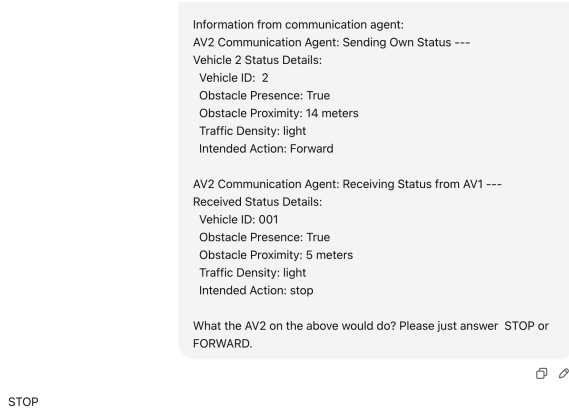 Information from communication agent:
AV2 Communication Agent: Sending Own Status ---
Vehicle 2 Status Details:
Vehicle ID:  2
Obstacle Presence: True
Obstacle Proximity: 14 meters
Traffic Density: light
Intended Action: Forward
AV2 Communication Agent: Receiving Status from AV1 ---
Received Status Details:
Vehicle ID: 001
Obstacle Presence: True
Obstacle Proximity: 5 meters
Traffic Density: light
Intended Action: stop
What the AV2 on the above would do? Please just answer  STOP or
FORWARD.
STOP